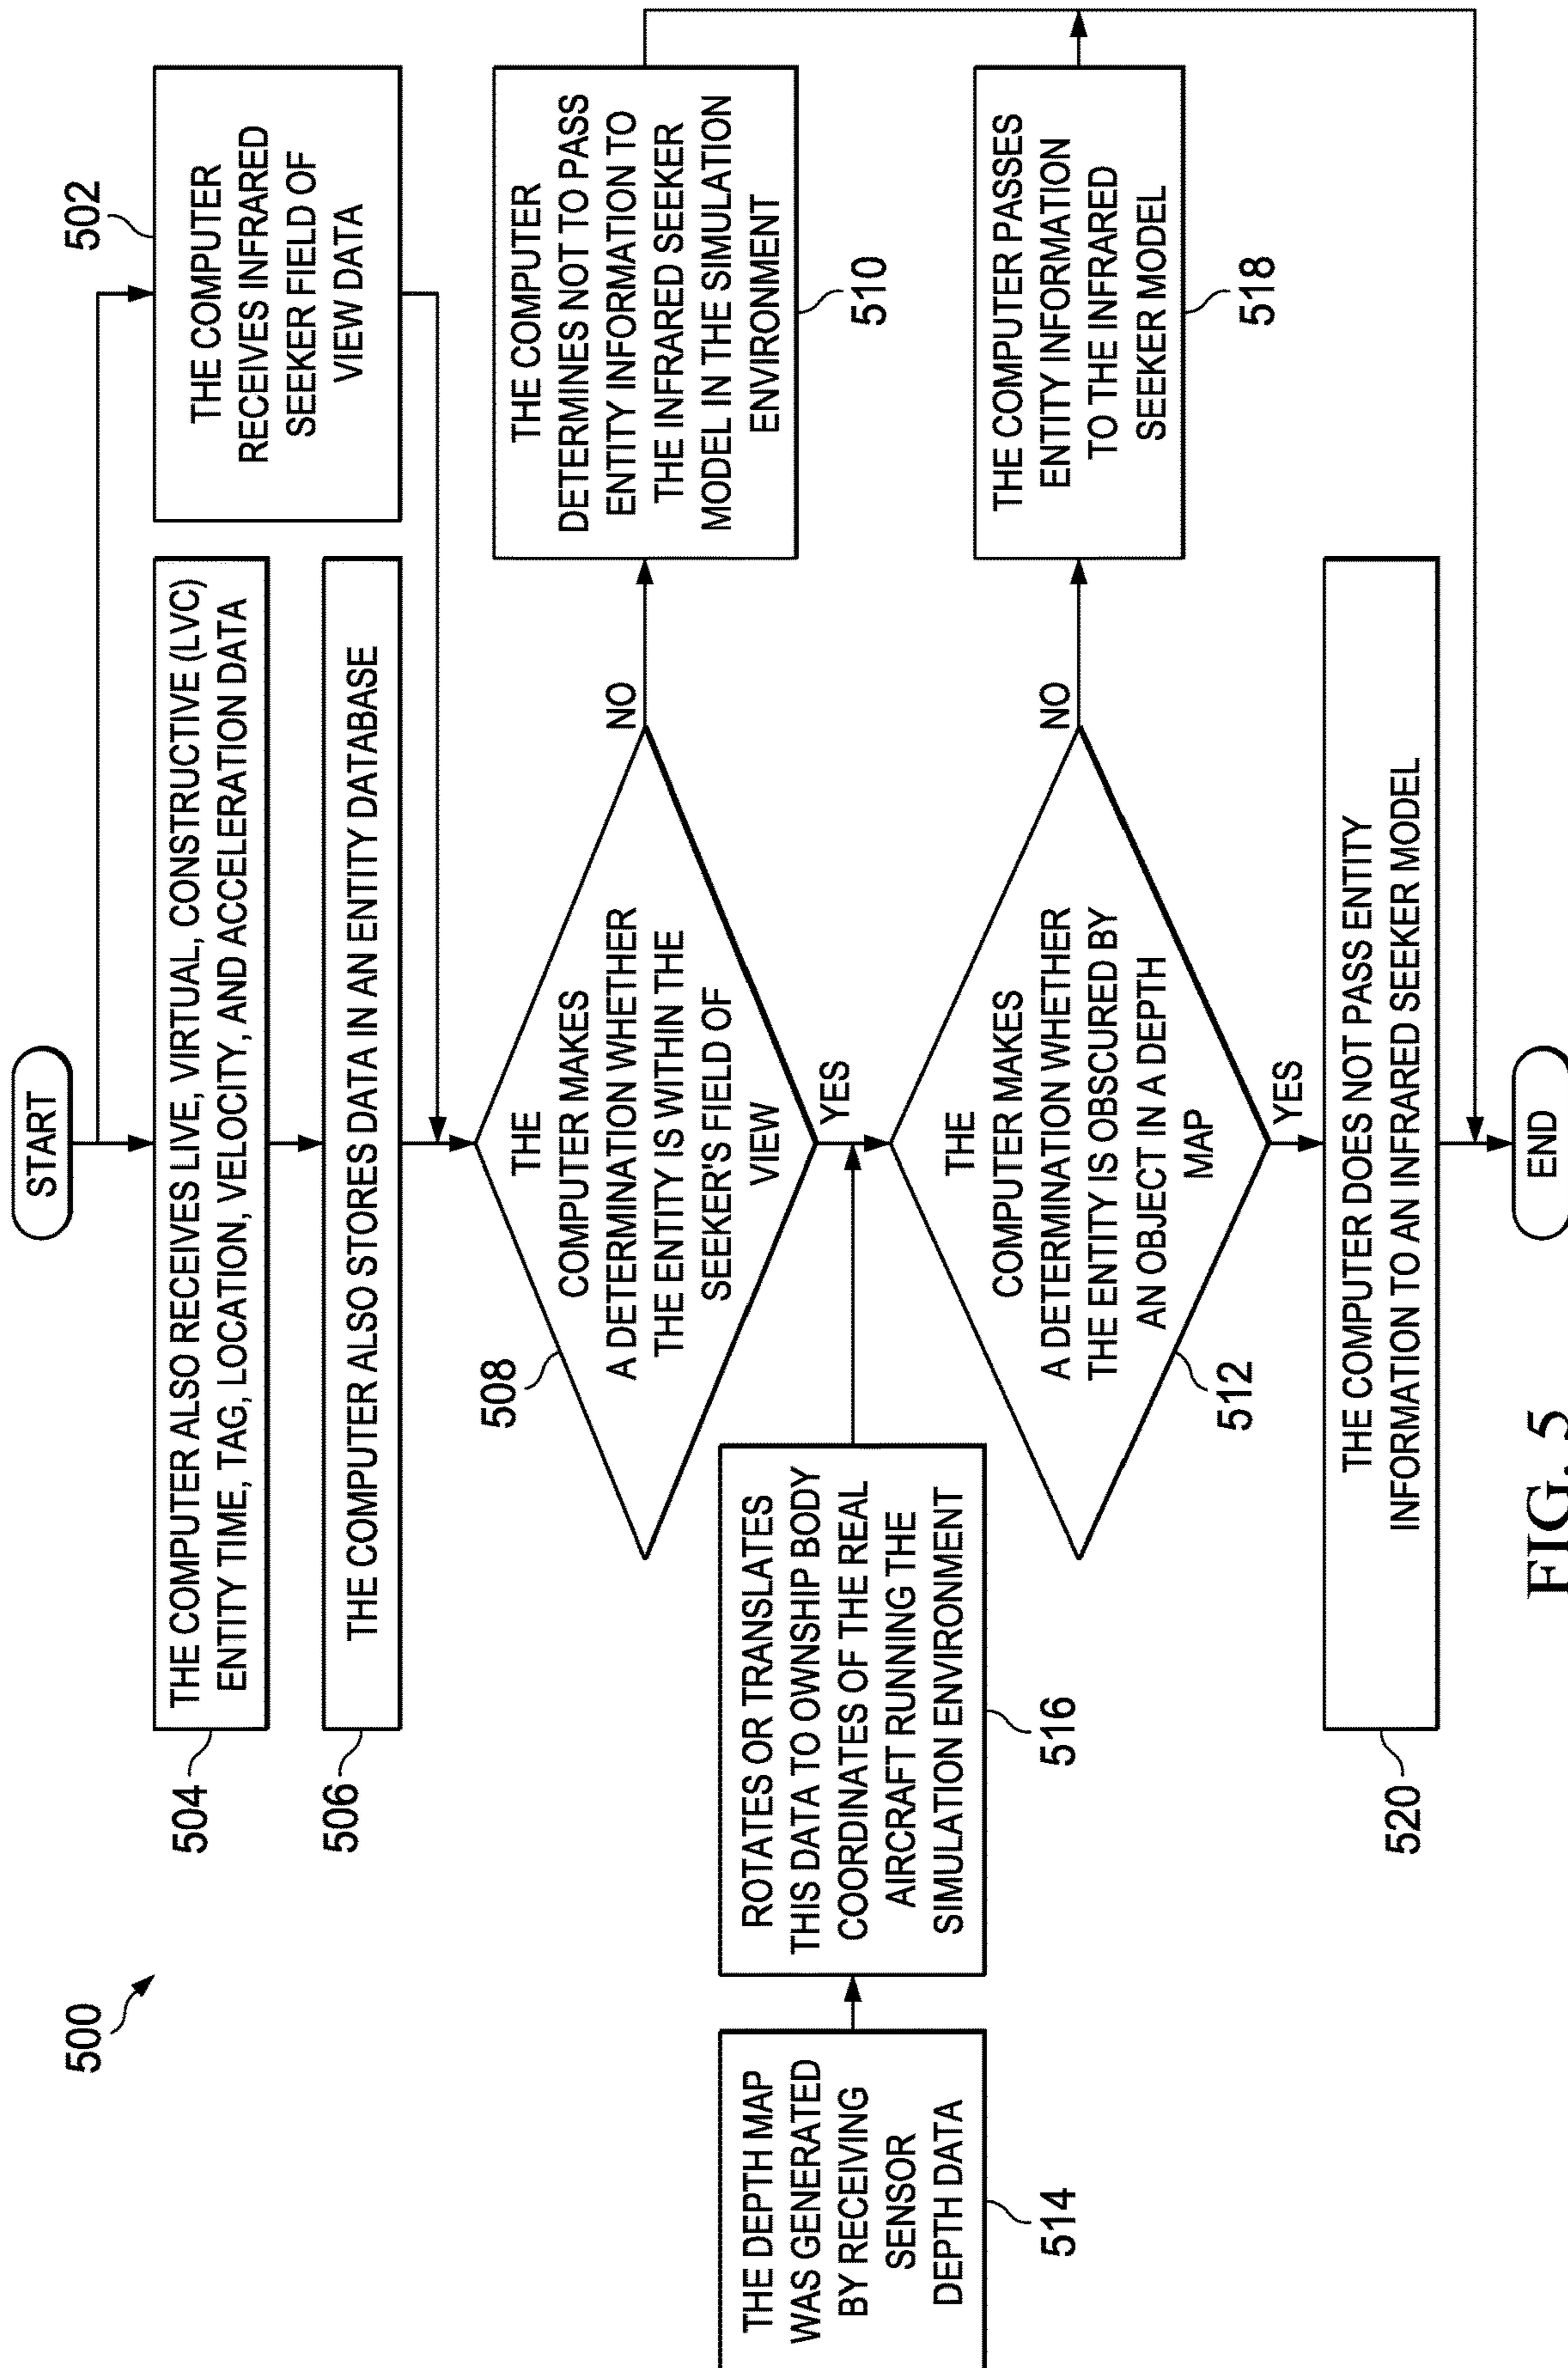 500
START
502
THE COMPUTER
RECEIVES INFRARED
SEEKER FIELD OF
VIEW DATA
504
THE COMPUTER ALSO RECEIVES LIVE, VIRTUAL, CONSTRUCTIVE (LVC)
ENTITY TIME, TAG, LOCATION, VELOCITY, AND ACCELERATION DATA
506
THE COMPUTER ALSO STORES DATA IN AN ENTITY DATABASE
508
THE
COMPUTER MAKES
A DETERMINATION WHETHER
THE ENTITY IS WITHIN THE
SEEKER'S FIELD OF
VIEW
NO
THE COMPUTER
DETERMINES NOT TO PASS
ENTITY INFORMATION TO
THE INFRARED SEEKER
MODEL IN THE SIMULATION
ENVIRONMENT
510
YES
THE DEPTH MAP
WAS GENERATED
BY RECEIVING
SENSOR
DEPTH DATA
514
ROTATES OR TRANSLATES
THIS DATA TO OWNSHIP BODY
COORDINATES OF THE REAL
AIRCRAFT RUNNING THE
SIMULATION ENVIRONMENT
516
THE
COMPUTER MAKES
A DETERMINATION WHETHER
THE ENTITY IS OBSCURED BY
AN OBJECT IN A DEPTH
MAP
512
NO
THE COMPUTER PASSES
ENTITY INFORMATION
TO THE INFRARED
SEEKER MODEL
518
YES
THE COMPUTER DOES NOT PASS ENTITY
INFORMATION TO AN INFRARED SEEKER MODEL
520
END
FIG. 5